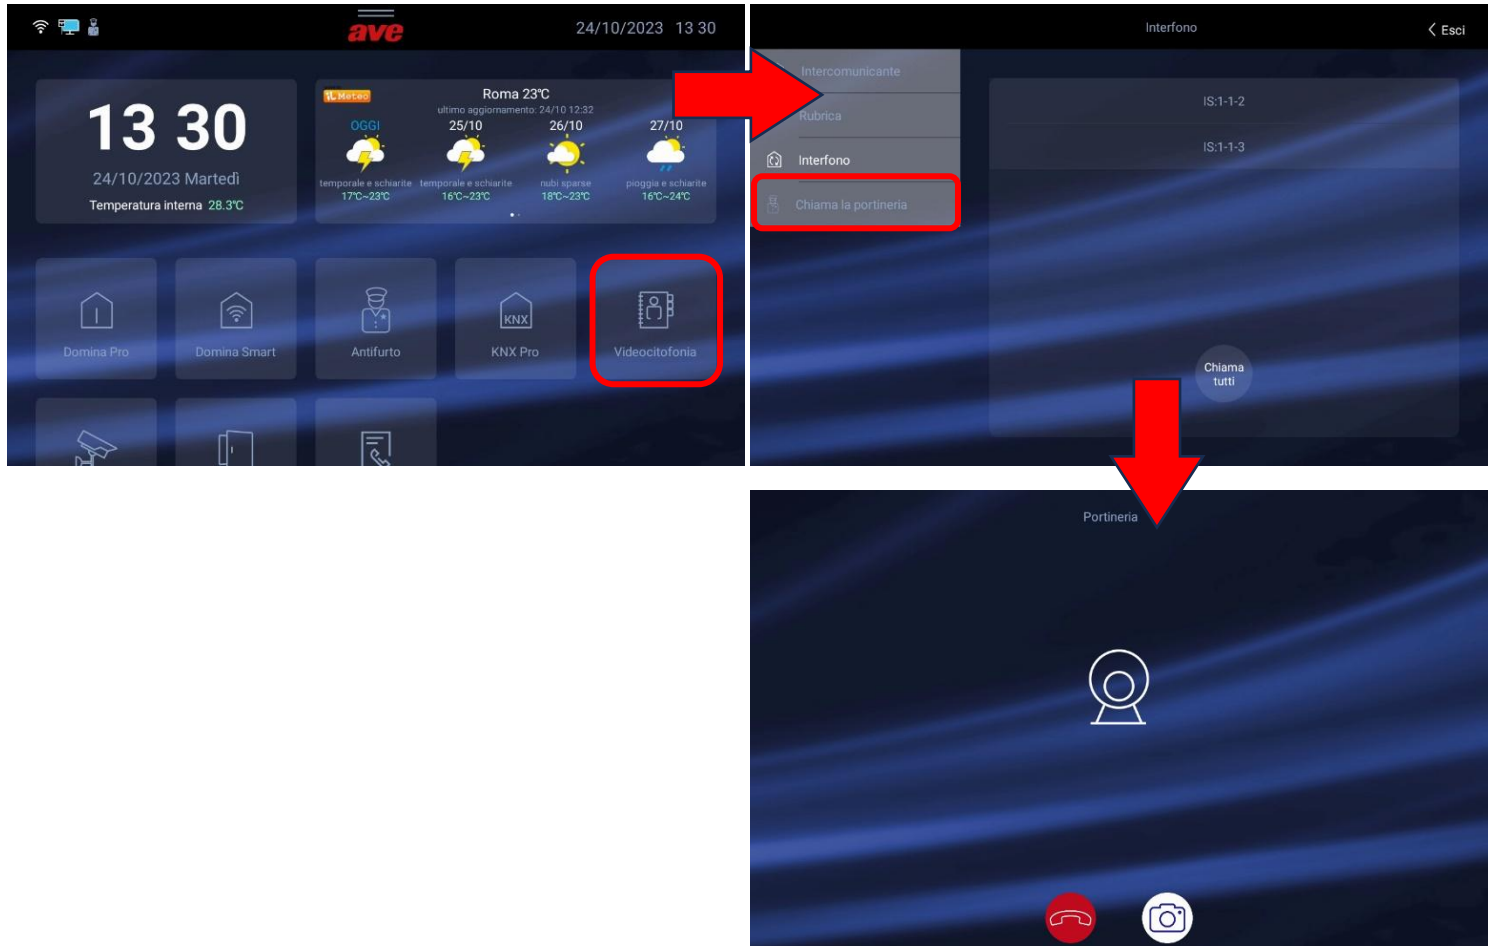 ave
24/10/2023 13 30
13 30
24/10/2023 Martedì
Temperatura interna 28.3°C
iL Meteo
Roma 23°C
ultimo aggiornamento: 24/10 12:32
OGGI 25/10 26/10 27/10
temporale e schiarite temporale e schiarite nubi sparse pioggia e schiarite
17°C~23°C 16°C~23°C 18°C~23°C 16°C~24°C
Domina Pro
Domina Smart
Antifurto
KNX
KNX Pro
Videocitofonia
Interfono
Esci
Intercomunicante
Rubrica
Interfono
Chiama la portineria
IS:1-1-2
IS:1-1-3
Chiama
tutti
Portineria